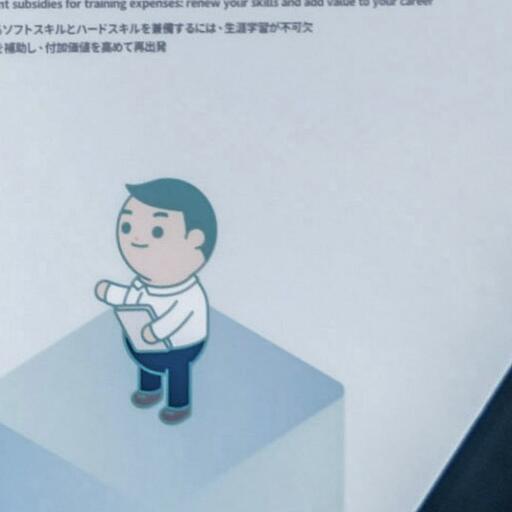 nt subsidies for training expenses: renew your skills and add value to your career
ソフトスキルとハードスキルを兼備するには、生涯学習が不可欠
を補助し、付加価値を高めて再出発